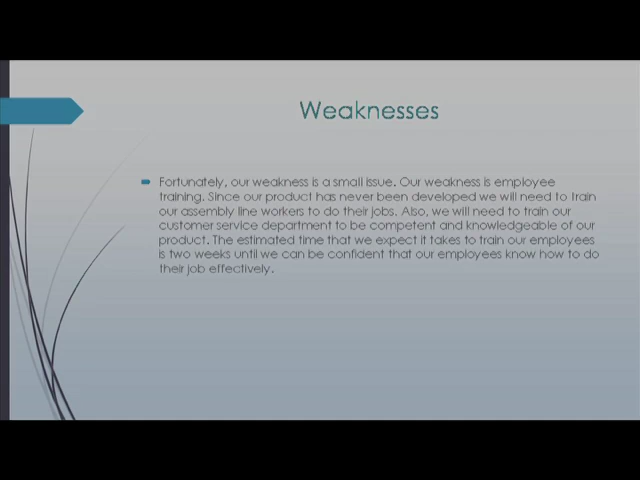 Weaknesses
Fortunately, our weakness is a small issue. Our weakness is employee
training. Since our product has never been developed we will need to train
our assembly line workers to do their jobs. Also, we will need to train our
customer service department to be competent and knowledgeable of our
product. The estimated time that we expect it takes to train our employees
is two weeks until we can be confident that our employees know how to do
their job effectively.